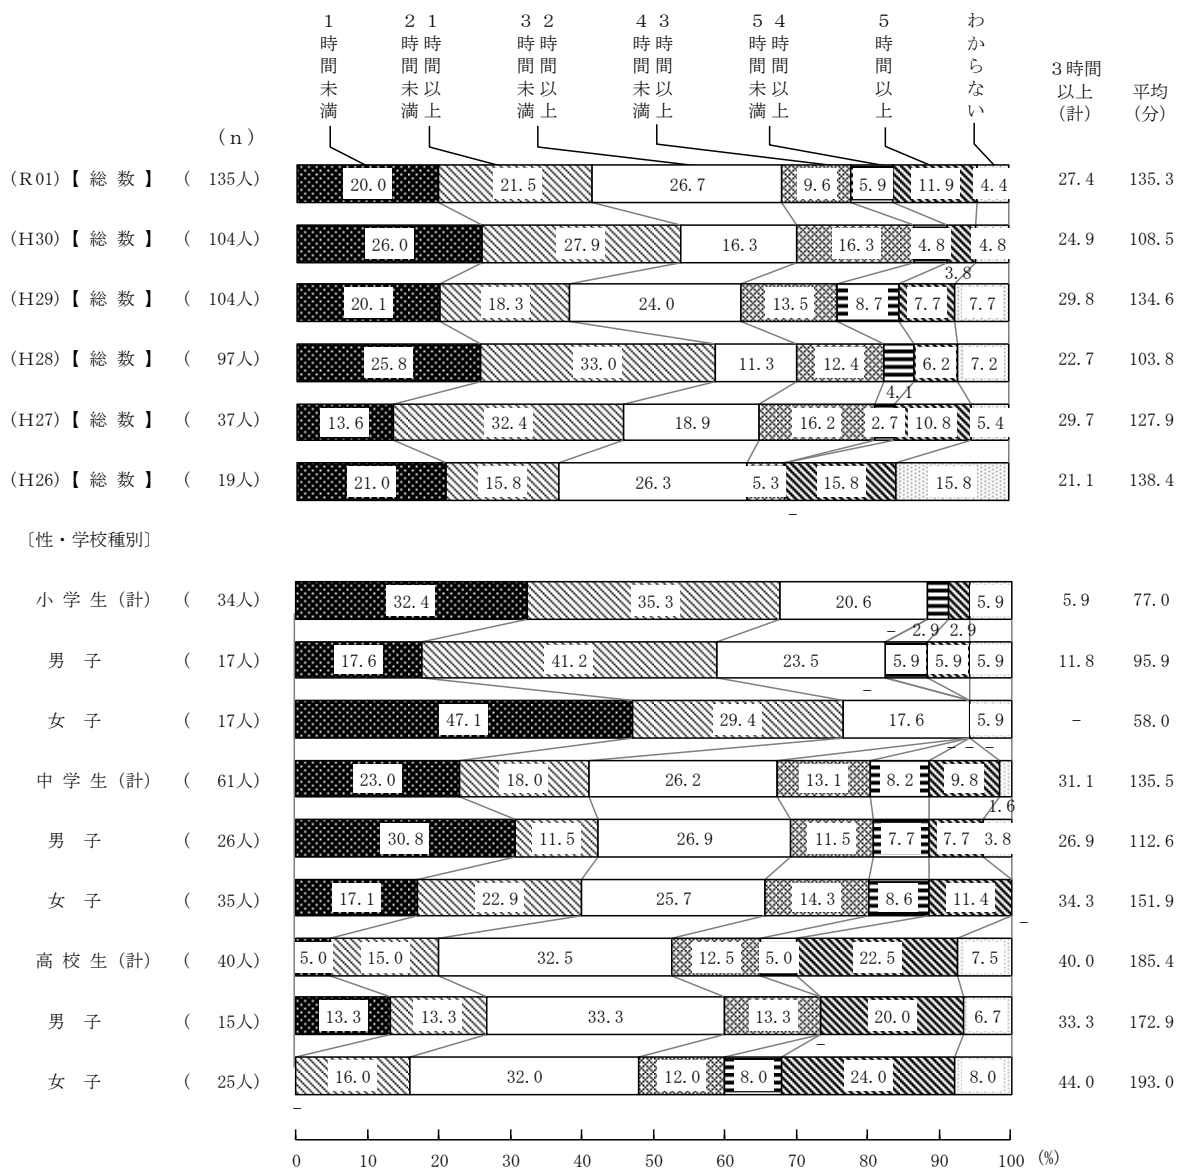 1時間未満
1時間以上
2時間未満
2時間以上
3時間未満
3時間以上
4時間未満
4時間以上
5時間未満
5時間以上
わからない
3時間
以上
(計)
平均
(分)
(n)
(R01)【 総 数 】 ( 135人) 20.0 21.5 26.7 9.6 5.9 11.9 4.4 27.4 135.3
(H30)【 総 数 】 ( 104人) 26.0 27.9 16.3 16.3 4.8 3.8 4.8 24.9 108.5
(H29)【 総 数 】 ( 104人) 20.1 18.3 24.0 13.5 8.7 7.7 7.7 29.8 134.6
(H28)【 総 数 】 ( 97人) 25.8 33.0 11.3 12.4 4.1 6.2 7.2 22.7 103.8
(H27)【 総 数 】 ( 37人) 13.6 32.4 18.9 16.2 2.7 10.8 5.4 29.7 127.9
(H26)【 総 数 】 ( 19人) 21.0 15.8 26.3 5.3 - 15.8 15.8 21.1 138.4
〔性・学校種別〕
小 学 生 (計) ( 34人) 32.4 35.3 20.6 - 2.9 2.9 5.9 5.9 77.0
男 子 ( 17人) 17.6 41.2 23.5 - 5.9 5.9 5.9 11.8 95.9
女 子 ( 17人) 47.1 29.4 17.6 - - - 5.9 - 58.0
中 学 生 (計) ( 61人) 23.0 18.0 26.2 13.1 8.2 9.8 1.6 31.1 135.5
男 子 ( 26人) 30.8 11.5 26.9 11.5 7.7 7.7 3.8 26.9 112.6
女 子 ( 35人) 17.1 22.9 25.7 14.3 8.6 11.4 - 34.3 151.9
高 校 生 (計) ( 40人) 5.0 15.0 32.5 12.5 5.0 22.5 7.5 40.0 185.4
男 子 ( 15人) 13.3 13.3 33.3 13.3 - 20.0 6.7 33.3 172.9
女 子 ( 25人) - 16.0 32.0 12.0 8.0 24.0 8.0 44.0 193.0
0 10 20 30 40 50 60 70 80 90 100 (%)